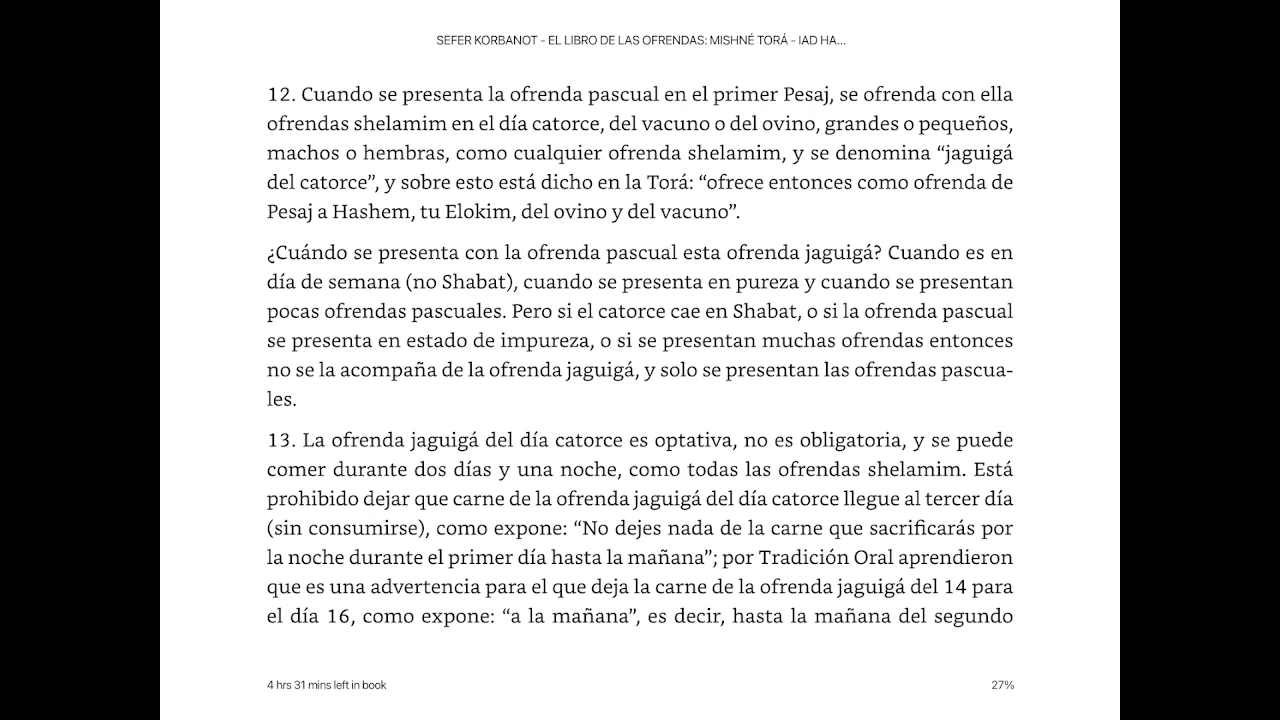 SEFER KORBANOT - EL LIBRO DE LAS OFRENDAS: MISHNÉ TORÁ - IAD HA...
12. Cuando se presenta la ofrenda pascual en el primer Pesaj, se ofrenda con ella
ofrendas shelamim en el día catorce, del vacuno o del ovino, grandes o pequeños,
machos o hembras, como cualquier ofrenda shelamim, y se denomina “jaguigá
del catorce”, y sobre esto está dicho en la Torá: “ofrece entonces como ofrenda de
Pesaj a Hashem, tu Elokim, del ovino y del vacuno”.
¿Cuándo se presenta con la ofrenda pascual esta ofrenda jaguigá? Cuando es en
día de semana (no Shabat), cuando se presenta en pureza y cuando se presentan
pocas ofrendas pascuales. Pero si el catorce cae en Shabat, o si la ofrenda pascual
se presenta en estado de impureza, o si se presentan muchas ofrendas entonces
no se la acompaña de la ofrenda jaguigá, y solo se presentan las ofrendas pascua-
les.
13. La ofrenda jaguigá del día catorce es optativa, no es obligatoria, y se puede
comer durante dos días y una noche, como todas las ofrendas shelamim. Está
prohibido dejar que carne de la ofrenda jaguigá del día catorce llegue al tercer día
(sin consumirse), como expone: “No dejes nada de la carne que sacrificarás por
la noche durante el primer día hasta la mañana”; por Tradición Oral aprendieron
que es una advertencia para el que deja la carne de la ofrenda jaguigá del 14 para
el día 16, como expone: “a la mañana”, es decir, hasta la mañana del segundo
4 hrs 31 mins left in book
27%